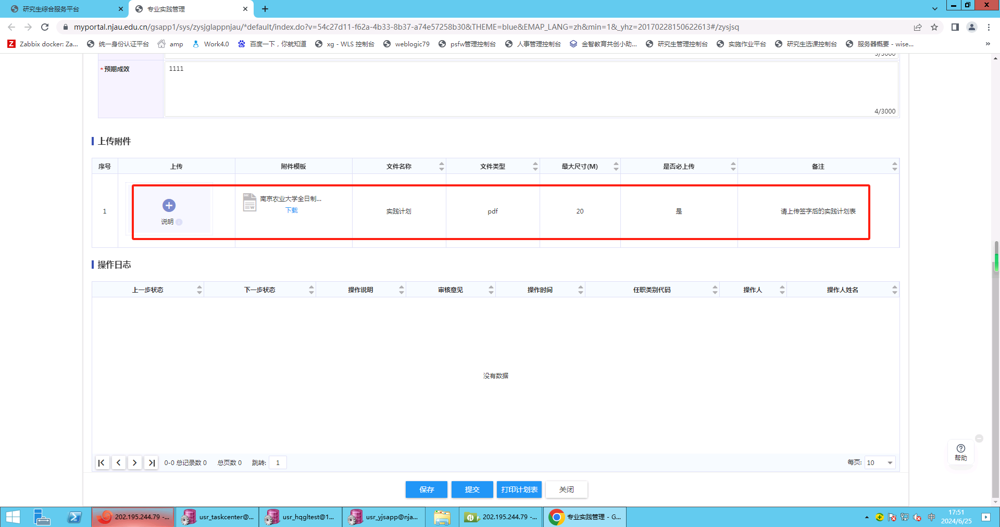 研究生综合服务平台
专业实践管理
myportal.njau.edu.cn/gsapp1/sys/zysjglappnjau/*default/index.do?v=54c27d11-f62a-4b33-8b37-a74e57258b30&THEME=blue&EMAP_LANG=zh&min=1&_yhz=20170228150622613#/zysjsq
Zabbix docker: Za...
统一身份认证平台
amp
Work4.0
百度一下，你就知道
xg - WLS 控制台
weblogic79
psfw管理控制台
人事管理控制台
金智教育共创小助...
研究生管理控制台
实施作业平台
研究生选课控制台
服务器概要 - wise...
»
3/3000
*预期成效
1111
4/3000
上传附件
序号 上传 附件模板 文件名称 文件类型 最大尺寸(M) 是否必上传 备注
1 说明 南京农业大学全日制... 下载 实践计划 pdf 20 是 请上传签字后的实践计划表
操作日志
上一步状态 下一步状态 操作说明 审核意见 操作时间 任职类别代码 操作人 操作人姓名
没有数据
0-0 总记录数 0 总页数 0 跳转: 1
每页: 10
帮助
保存 提交 打印计划表 关闭
202.195.244.79 -...
usr_taskcenter@...
usr_hqgltest@1...
usr_yjsapp@nja...
202.195.244.79 -...
专业实践管理 - G...
中
17:51
2024/6/25